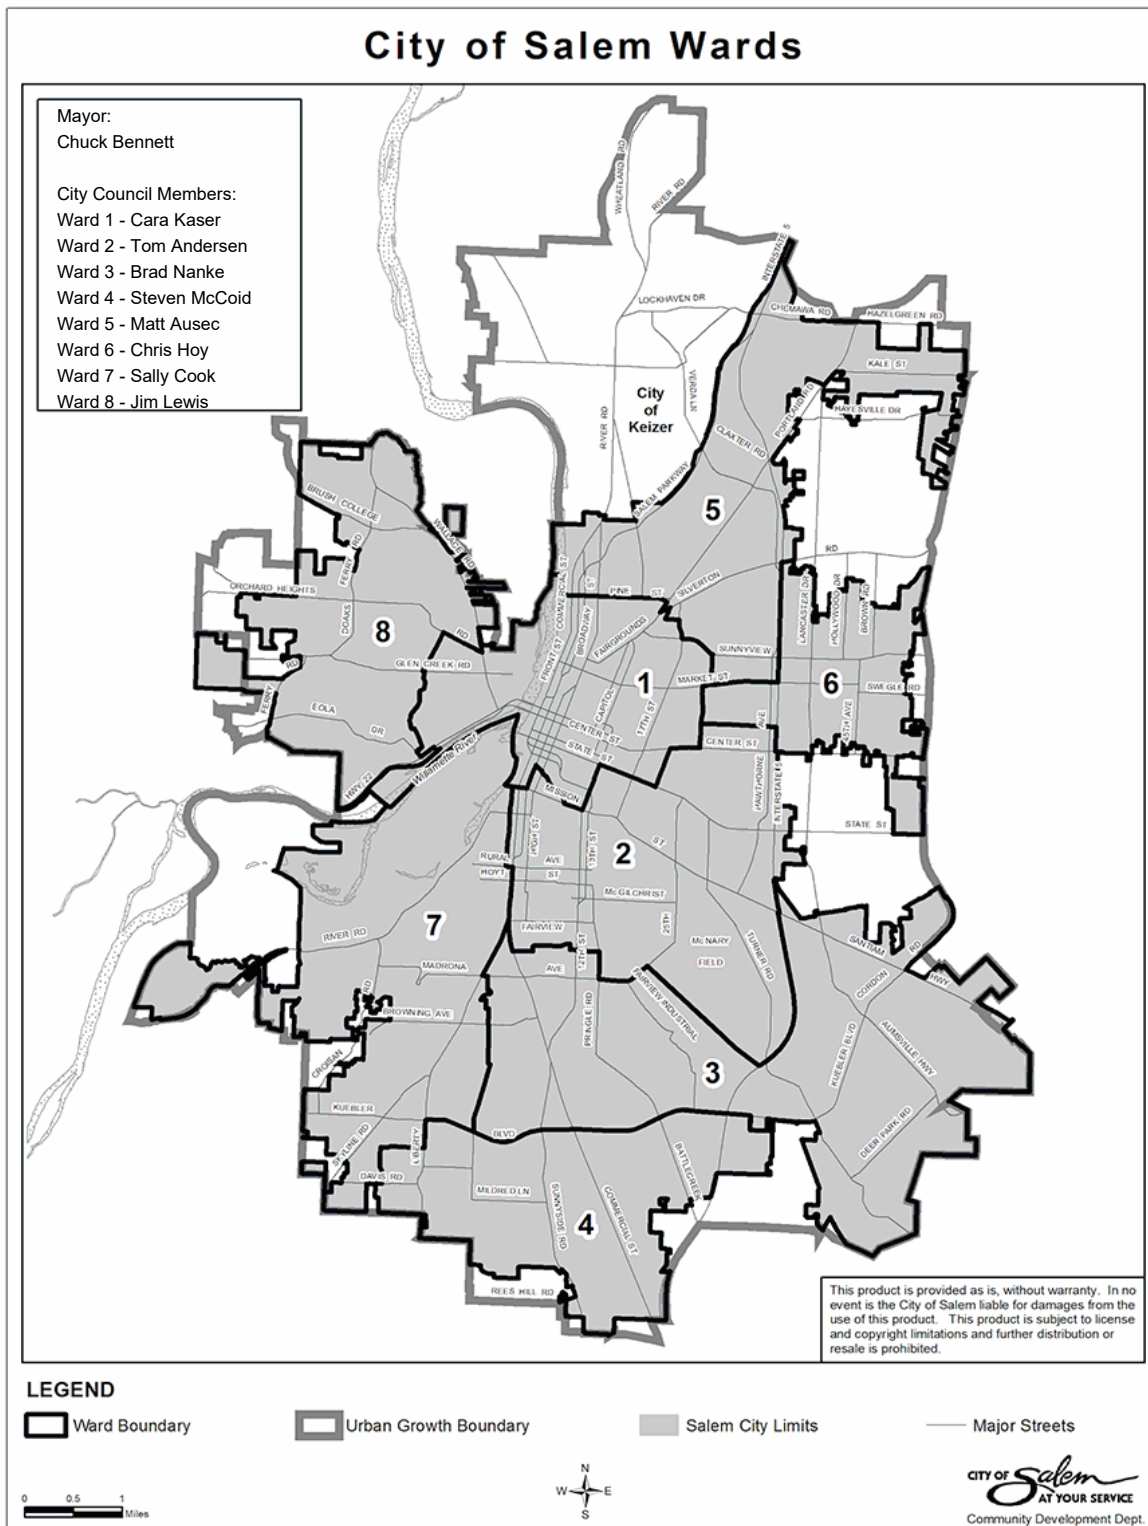 City of Salem Wards
Mayor:
Chuck Bennett
City Council Members:
Ward 1 - Cara Kaser
Ward 2 - Tom Andersen
Ward 3 - Brad Nanke
Ward 4 - Steven McCoid
Ward 5 - Matt Ausec
Ward 6 - Chris Hoy
Ward 7 - Sally Cook
Ward 8 - Jim Lewis
WHEATLAND RD
RIVER RD
INTERSTATE 5
LOCKHAVEN DR
CHEMAWA RD
HAZELGREEN RD
KALE ST
VERDA LN
City
of
Keizer
PORTLAND RD
HAYESVILLE DR
RIVER RD
CLAXTER RD
SALEM PARKWAY
5
BRUSH COLLEGE
RD
WALLACE RD
DOAKS
FERRY
RD
ORCHARD HEIGHTS
RD
8
GLEN CREEK RD
FERRY
RD
EOLA
DR
HWY 22
Willamette River
COMMERCIAL ST
FRONT ST
BROADWAY
ST
PINE
ST
SILVERTON
RD
FAIRGROUNDS
LANCASTER DR
HOLLYWOOD DR
BROWN RD
SUNNYVIEW
1
MARKET ST
6
SWEGLE RD
45TH AVE
CAPITOL
17TH ST
CENTER ST
STATE ST
CENTER ST
HAWTHORNE
AVE
INTERSTATE 5
STATE ST
MISSION
ST
HIGH ST
13TH ST
2
RURAL
AVE
HOYT
ST
McGILCHRIST
25TH
7
FAIRVIEW
12TH ST
McNARY
FIELD
TURNER RD
SANTIAM
HWY
CORDON
RD
RIVER RD
MADRONA
AVE
FAIRVIEW INDUSTRIAL
CROISAN
RD
BROWNING AVE
PRINGLE RD
3
KUEBLER BLVD
AUMSVILLE HWY
DEER PARK RD
KUEBLER
BLVD
SKYLINE RD
LIBERTY
DAVIS RD
MILDRED LN
SUNNYSIDE RD
4
COMMERCIAL ST
BATTLECREEK
REES HILL RD
This product is provided as is, without warranty. In no
event is the City of Salem liable for damages from the
use of this product. This product is subject to license
and copyright limitations and further distribution or
resale is prohibited.
LEGEND
Ward Boundary
Urban Growth Boundary
Salem City Limits
Major Streets
0 0.5 1
Miles
N
W E
S
CITY OF Salem
AT YOUR SERVICE
Community Development Dept